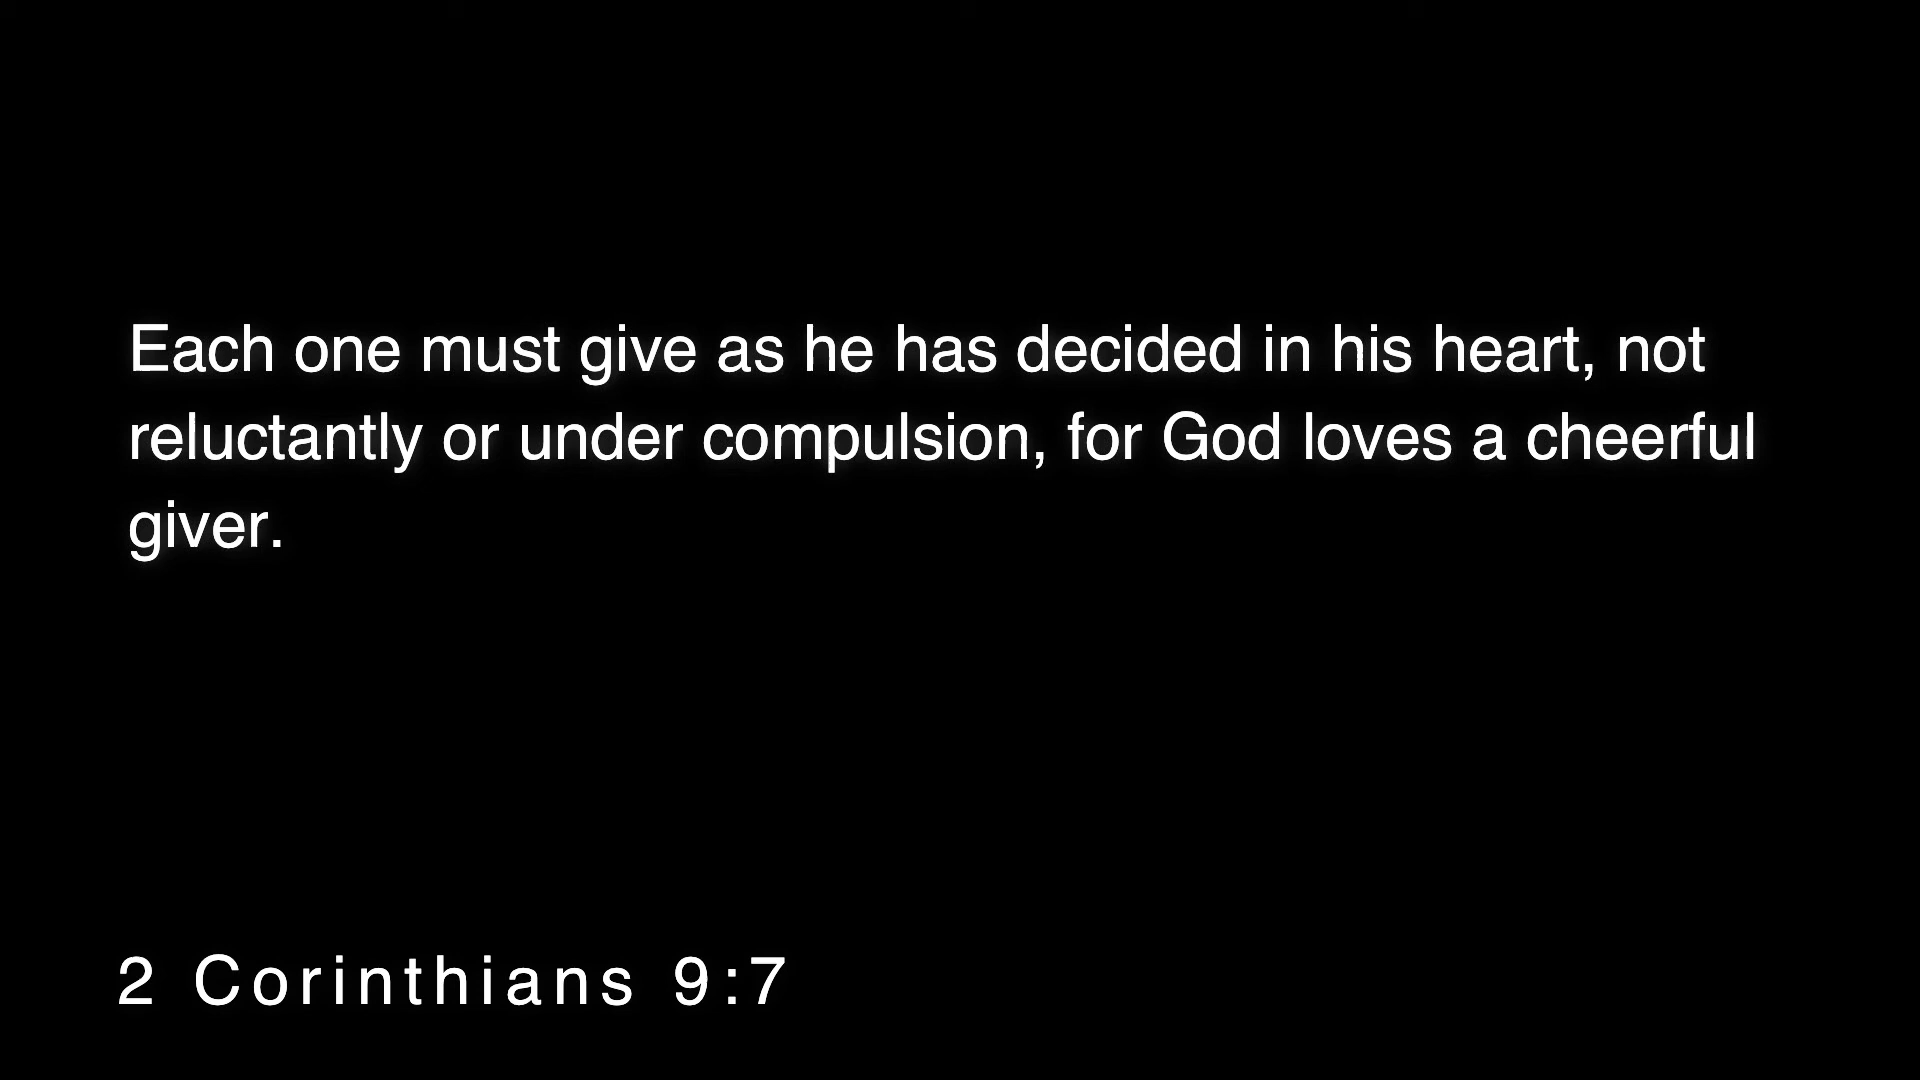 Each one must give as he has decided in his heart, not
reluctantly or under compulsion, for God loves a cheerful
giver.
2 Corinthians 9:7